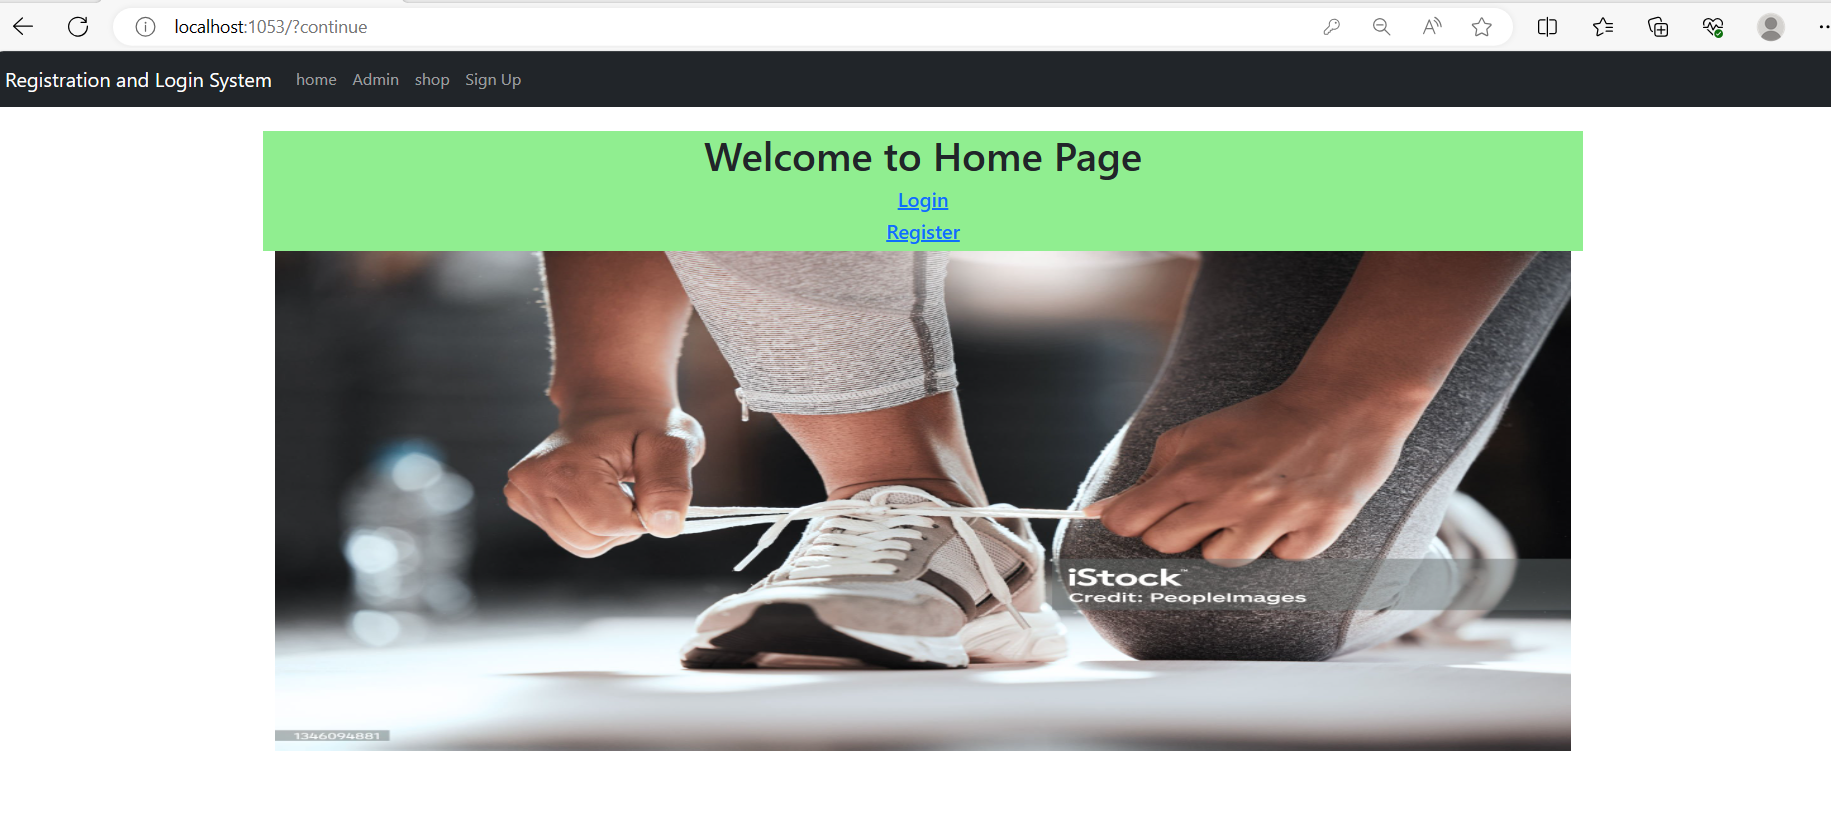 localhost:1053/?continue
Registration and Login System home Admin shop Sign Up
Welcome to Home Page
Login
Register
iStock™
Credit: PeopleImages
1346094881